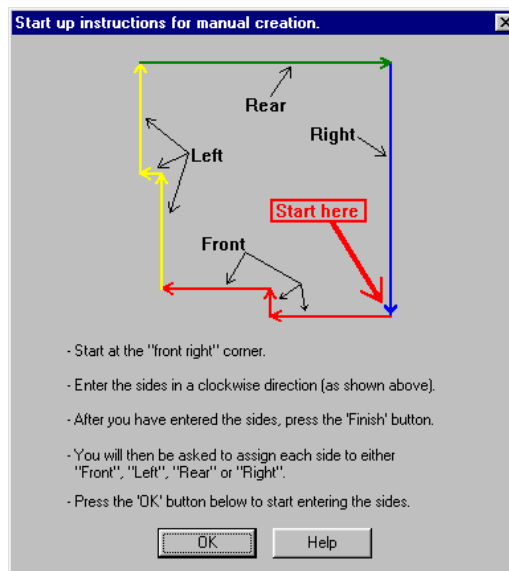 Start up instructions for manual creation.
Rear
Right
Left
Start here
Front
- Start at the "front right" corner.
- Enter the sides in a clockwise direction (as shown above).
- After you have entered the sides, press the 'Finish' button.
- You will then be asked to assign each side to either
"Front", "Left", "Rear" or "Right".
- Press the 'OK' button below to start entering the sides.
OK
Help